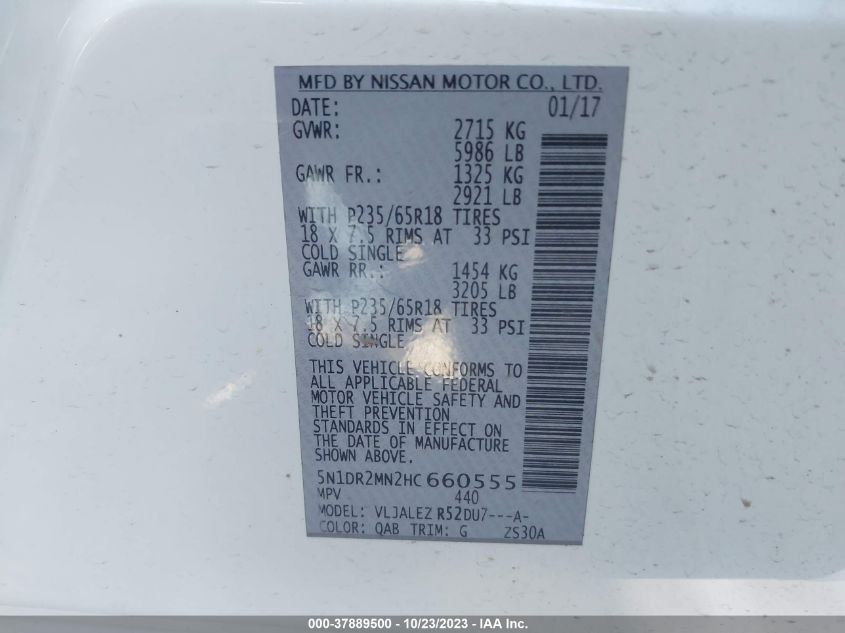 MFD BY NISSAN MOTOR CO., LTD.
DATE: 01/17
GVWR: 2715 KG
5986 LB
GAWR FR.: 1325 KG
2921 LB
WITH P235/65R18 TIRES
18 X 7.5 RIMS AT 33 PSI
COLD SINGLE
GAWR RR.: 1454 KG
3205 LB
WITH P235/65R18 TIRES
18 X 7.5 RIMS AT 33 PSI
COLD SINGLE
THIS VEHICLE CONFORMS TO
ALL APPLICABLE FEDERAL
MOTOR VEHICLE SAFETY AND
THEFT PREVENTION
STANDARDS IN EFFECT ON
THE DATE OF MANUFACTURE
SHOWN ABOVE.
5N1DR2MN2HC660555
MPV 440
MODEL: VLJALEZ R52DU7---A-
COLOR: QAB TRIM: G ZS30A
000-37889500 - 10/23/2023 - IAA Inc.